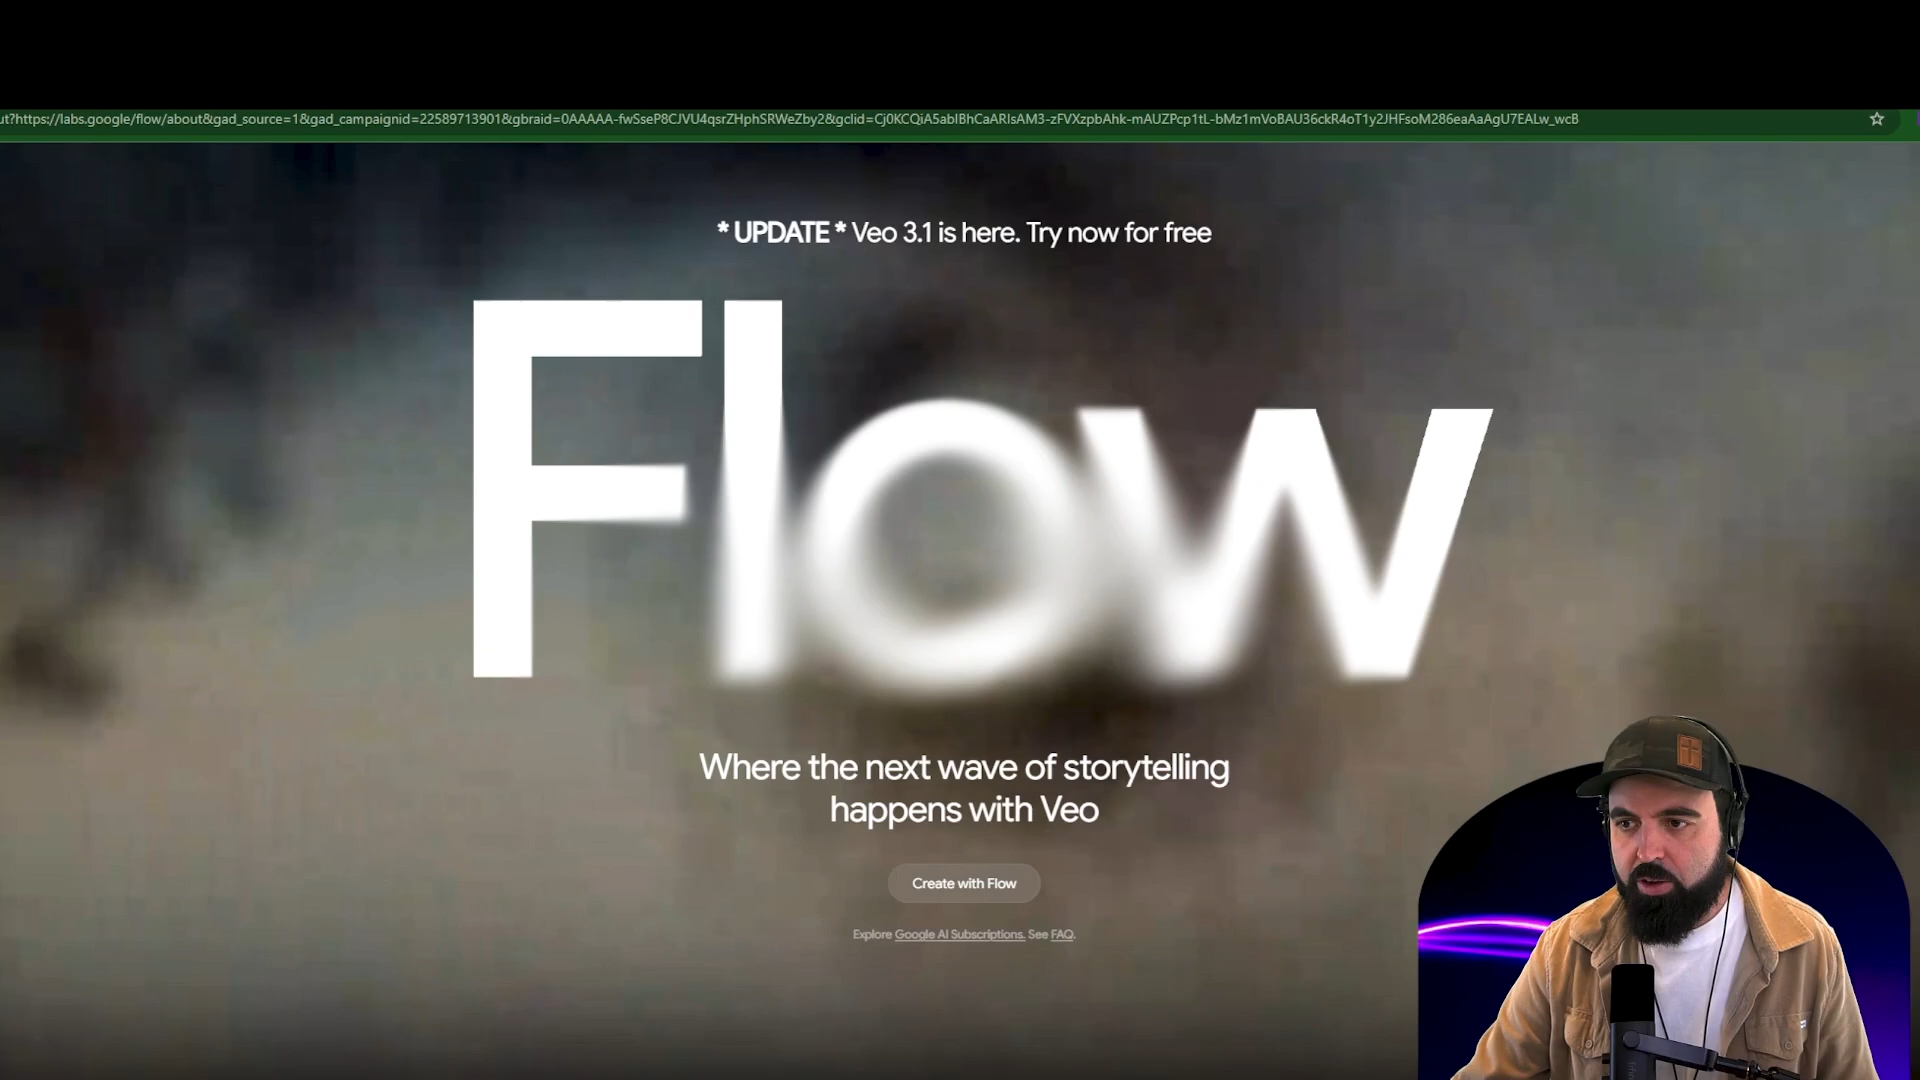 ut?https://labs.google/flow/about&gad_source=1&gad_campaignid=22589713901&gbraid=0AAAAA-fwSseP8CJVU4qsrZHphSRWeZby2&gclid=Cj0KCQiA5abIBhCaARIsAM3-zFVXzpbAhk-mAUZPcp1tL-bMz1mVoBAU36ckR4oT1y2JHFsoM286eaAaAgU7EALw_wcB
* UPDATE * Veo 3.1 is here. Try now for free
Flow
Where the next wave of storytelling
happens with Veo
Create with Flow
Explore Google AI Subscriptions. See FAQ.